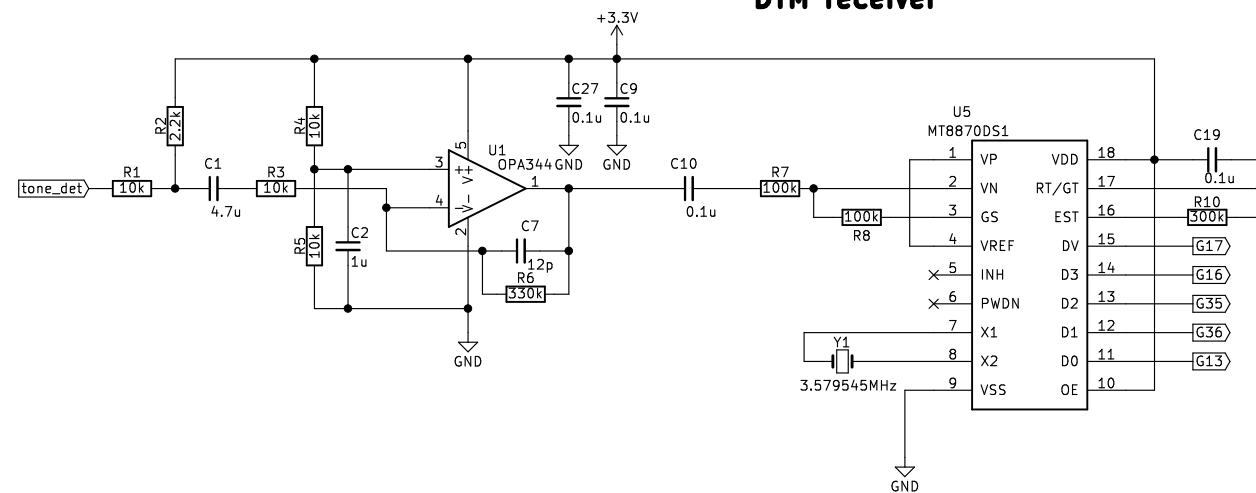 DTM receiver
+3.3V
C27
0.1u
GND
C9
0.1u
GND
R2
2.2k
R4
10k
U5
MT8870DS1
tone_det
R1
10k
C1
4.7u
R3
10k
U1
OPA344
3
4
5
2
1
+
V+
-
V-
C10
0.1u
R7
100k
100k
R8
R5
10k
C2
1u
C7
12p
R6
330k
GND
1 VP VDD 18
2 VN RT/GT 17
3 GS EST 16
4 VREF DV 15
5 INH D3 14
6 PWDN D2 13
7 X1 D1 12
8 X2 D0 11
9 VSS OE 10
C19
0.1u
R10
300k
G17
G16
G35
G36
G13
Y1
3.579545MHz
GND